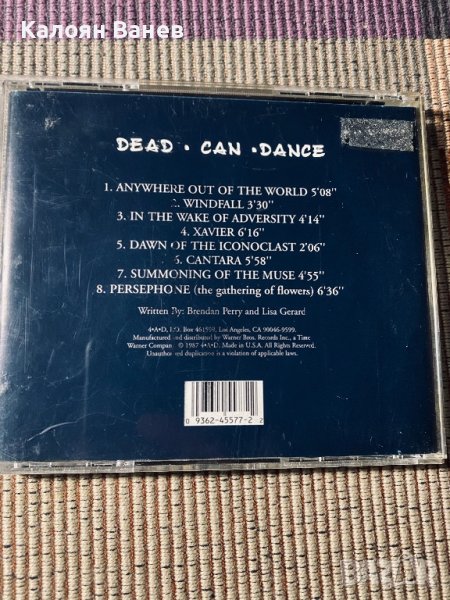 Калоян Ванев
DEAD • CAN • DANCE
1. ANYWHERE OUT OF THE WORLD 5'08"
2. WINDFALL 3'30"
3. IN THE WAKE OF ADVERSITY 4'14"
4. XAVIER 6'16"
5. DAWN OF THE ICONOCLAST 2'06"
6. CANTARA 5'58"
7. SUMMONING OF THE MUSE 4'55"
8. PERSEPHONE (the gathering of flowers) 6'36"
Written By: Brendan Perry and Lisa Gerard
4•A•D, P.O. Box 461599, Los Angeles, CA 90046-9599.
Manufactured and distributed by Warner Bros. Records Inc., a Time
Warner Company. © 1987 4•A•D. Made in U.S.A. All Rights Reserved.
Unauthorized duplication is a violation of applicable laws.
0 9362-45577-2 2
BAZAR